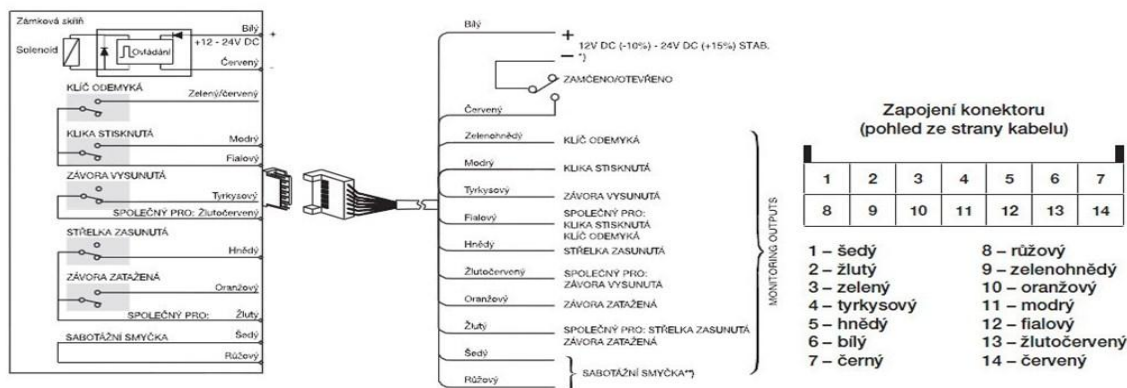 Zámková skříň
Bílý
+
+12 - 24V DC
Solenoid
Ovládání
Červený
-
KLÍČ ODEMYKÁ
Zelený/červený
KLIKA STISKNUTÁ
Modrý
Fialový
ZÁVORA VYSUNUTÁ
Tyrkysový
SPOLEČNÝ PRO: Žlutočervený
STŘELKA ZASUNUTÁ
Hnědý
ZÁVORA ZATAŽENÁ
Oranžový
SPOLEČNÝ PRO: Žlutý
SABOTÁŽNÍ SMYČKA
Šedý
Růžový
Bílý
+
12V DC (-10%) - 24V DC (+15%) STAB.
− *)
ZAMČENO/OTEVŘENO
Červený
Zelenohnědý
KLÍČ ODEMYKÁ
Modrý
KLIKA STISKNUTÁ
Tyrkysový
ZÁVORA VYSUNUTÁ
Fialový
SPOLEČNÝ PRO:
KLIKA STISKNUTÁ
KLÍČ ODEMYKÁ
Hnědý
STŘELKA ZASUNUTÁ
Žlutočervený
SPOLEČNÝ PRO:
ZÁVORA VYSUNUTÁ
Oranžový
ZÁVORA ZATAŽENÁ
Žlutý
SPOLEČNÝ PRO: STŘELKA ZASUNUTÁ
ZÁVORA ZATAŽENÁ
Šedý
SABOTÁŽNÍ SMYČKA**)
Růžový
MONITORING OUTPUTS
Zapojení konektoru
(pohled ze strany kabelu)
1 2 3 4 5 6 7
8 9 10 11 12 13 14
1 – šedý
2 – žlutý
3 – zelený
4 – tyrkysový
5 – hnědý
6 – bílý
7 – černý
8 – růžový
9 – zelenohnědý
10 – oranžový
11 – modrý
12 – fialový
13 – žlutočervený
14 – červený